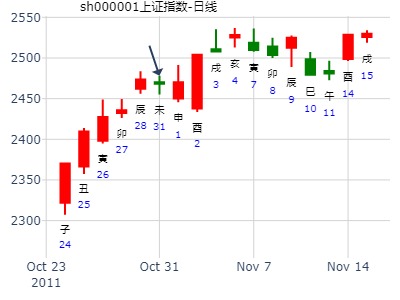 sh000001上证指数-日线
2550
2500
2450
2400
2350
2300
子
24
丑
25
寅
26
卯
27
辰
28
未
31
申
1
酉
2
戌
3
亥
4
寅
7
卯
8
辰
9
巳
10
午
11
酉
14
戌
15
Oct 23
2011
Oct 31
Nov 7
Nov 14